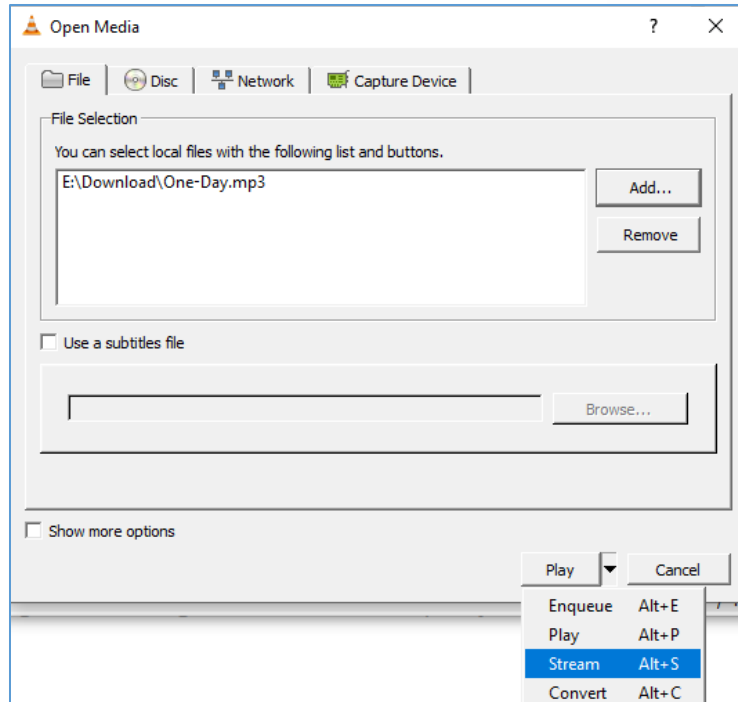 Open Media
File Disc Network Capture Device
File Selection
You can select local files with the following list and buttons.
E:\Download\One-Day.mp3
Add...
Remove
Use a subtitles file
Browse...
Show more options
Play Cancel
Enqueue Alt+E
Play Alt+P
Stream Alt+S
Convert Alt+C